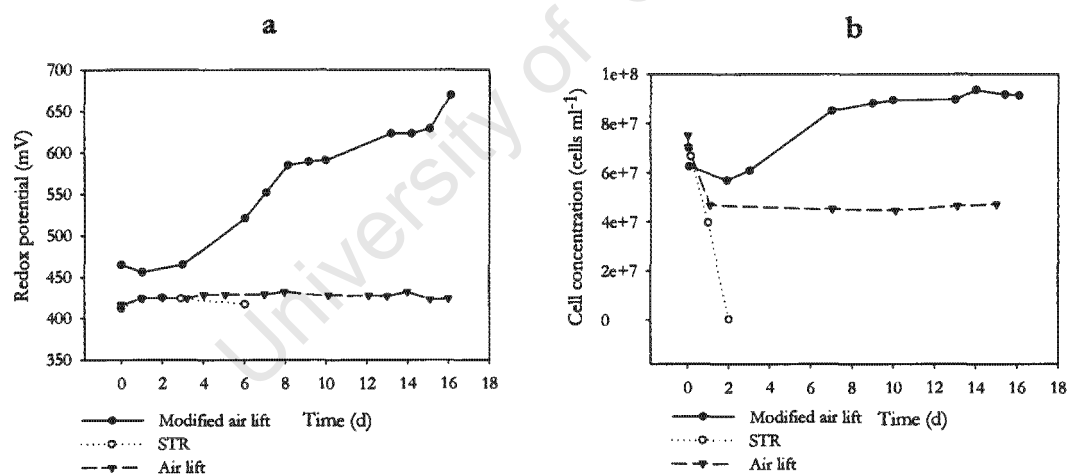 a
700
650
600
550
500
450
400
350
Redox potential (mV)
0 2 4 6 8 10 12 14 16 18
Time (d)
Modified air lift
STR
Air lift
b
1e+8
8e+7
6e+7
4e+7
2e+7
0
Cell concentration (cells ml⁻¹)
0 2 4 6 8 10 12 14 16 18
Time (d)
Modified air lift
STR
Air lift
University of